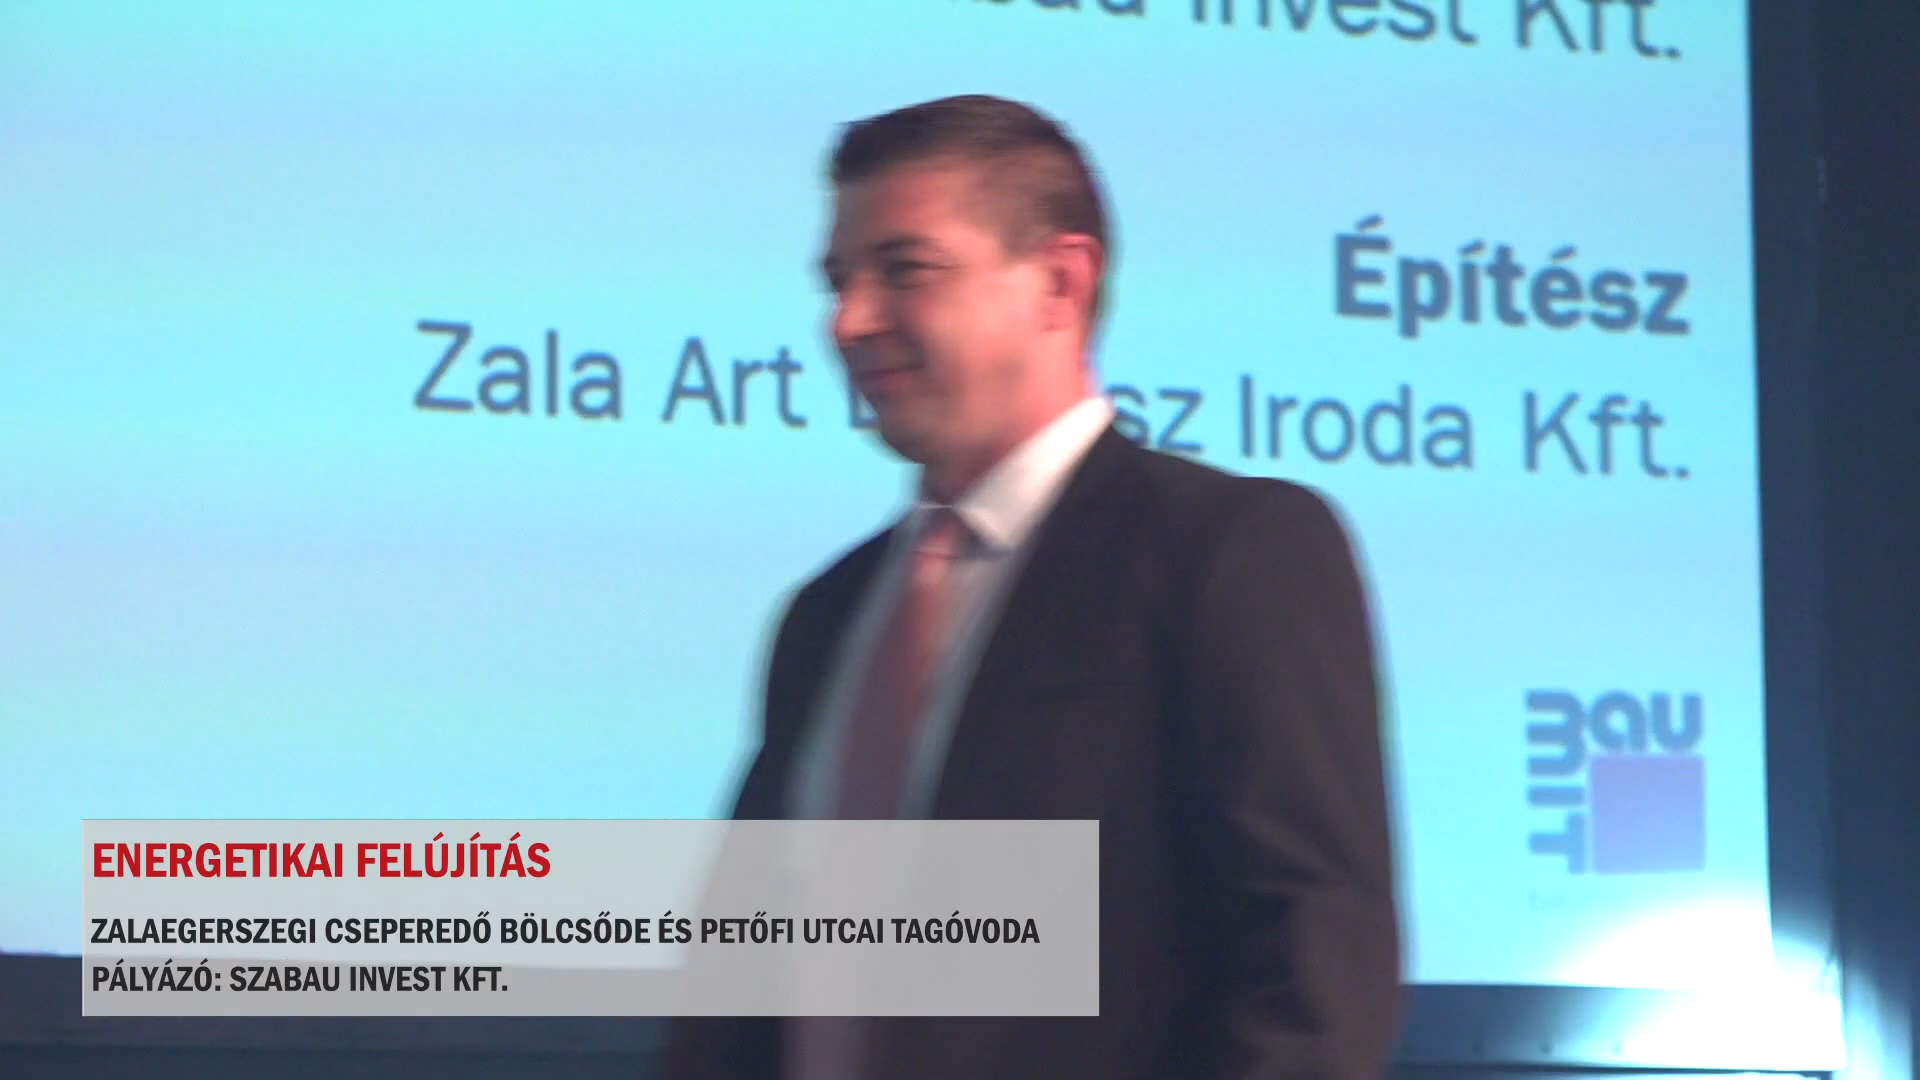 Invest Kft.
Építész
Zala Art Iroda Kft.
bauMIT
ENERGETIKAI FELÚJÍTÁS
ZALAEGERSZEGI CSEPEREDŐ BÖLCSŐDE ÉS PETŐFI UTCAI TAGÓVODA
PÁLYÁZÓ: SZABAU INVEST KFT.